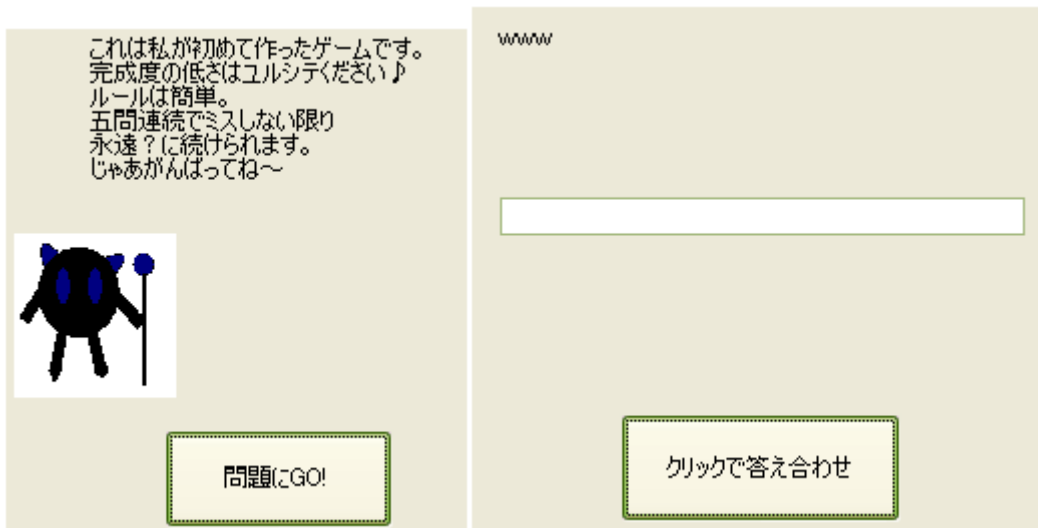 これは私が初めて作ったゲームです。
完成度の低さはユルシテください♪
ルールは簡単。
五問連続でミスしない限り
永遠？に続けられます。
じゃあがんばってね～
問題にGO!
www
クリックで答え合わせ